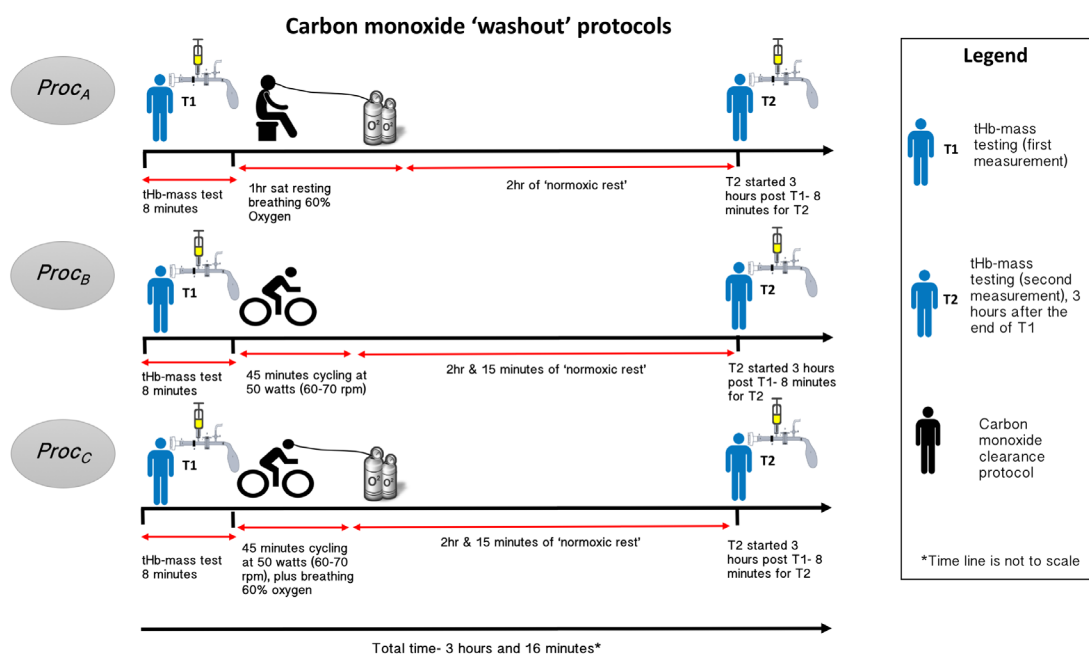 Carbon monoxide ‘washout’ protocols
Proc_A
T1
O²
T2
tHb-mass test
8 minutes
1hr sat resting
breathing 60%
Oxygen
2hr of ‘normoxic rest’
T2 started 3
hours post T1- 8
minutes for T2
Proc_B
T1
T2
tHb-mass test
8 minutes
45 minutes cycling at
50 watts (60-70 rpm)
2hr & 15 minutes of ‘normoxic rest’
T2 started 3 hours
post T1- 8 minutes
for T2
Proc_C
T1
O²
T2
tHb-mass test
8 minutes
45 minutes cycling
at 50 watts (60-70
rpm), plus breathing
60% oxygen
2hr & 15 minutes of ‘normoxic rest’
T2 started 3
hours post T1- 8
minutes for T2
Total time- 3 hours and 16 minutes*
Legend
T1
tHb-mass
testing (first
measurement)
T2
tHb-mass
testing (second
measurement), 3
hours after the
end of T1
Carbon
monoxide
clearance
protocol
*Time line is not to scale